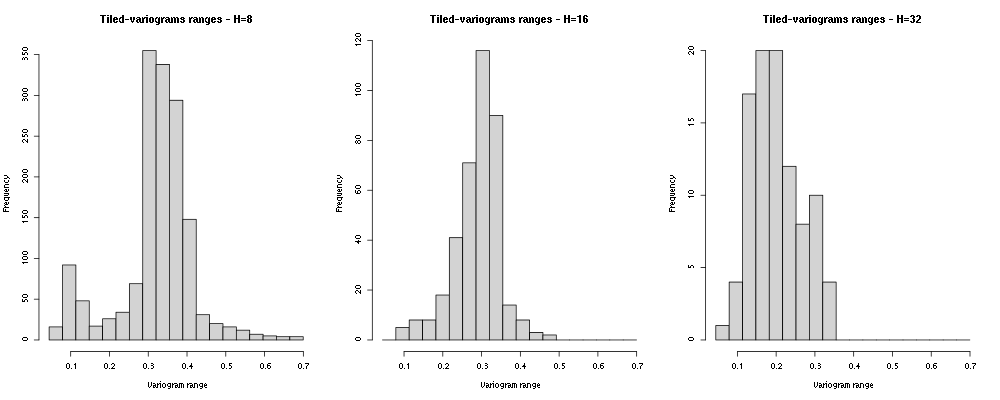 Tiled-variograms ranges - H=8
Frequency
350
300
250
200
150
100
50
0
0.1 0.2 0.3 0.4 0.5 0.6 0.7
Variogram range
Tiled-variograms ranges - H=16
Frequency
120
100
80
60
40
20
0
0.1 0.2 0.3 0.4 0.5 0.6 0.7
Variogram range
Tiled-variograms ranges - H=32
Frequency
20
15
10
5
0
0.1 0.2 0.3 0.4 0.5 0.6 0.7
Variogram range